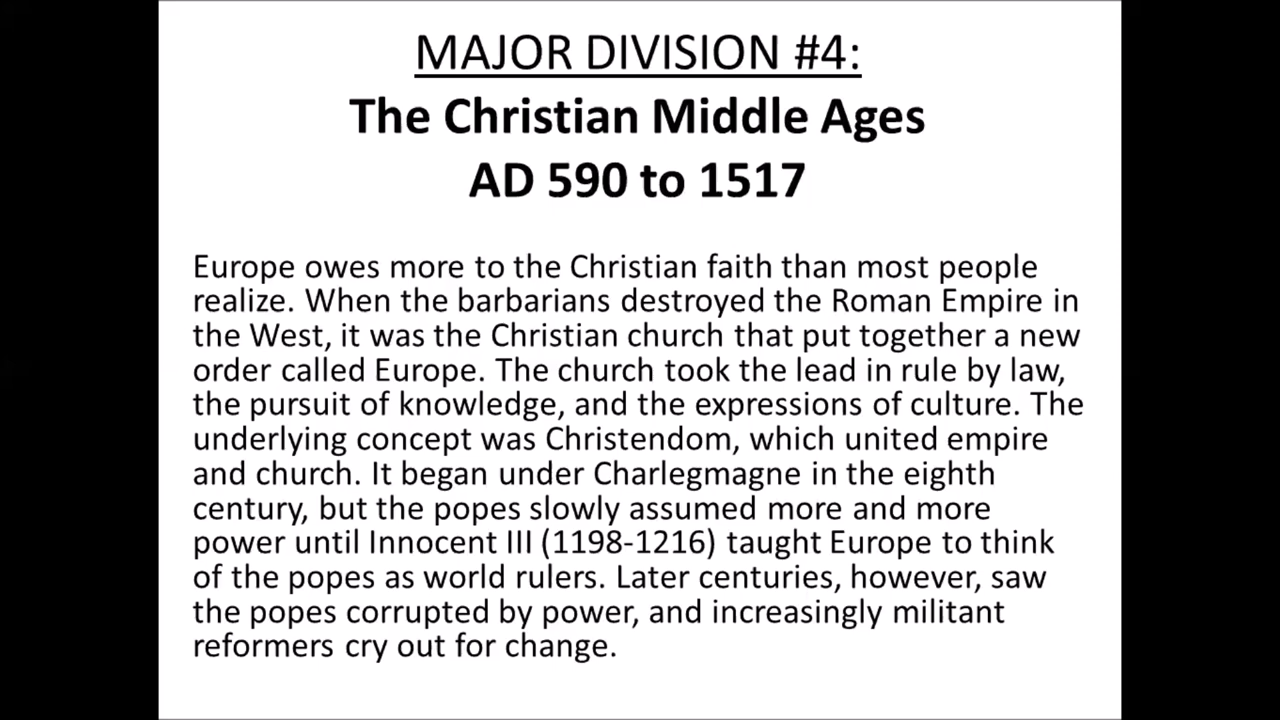 MAJOR DIVISION #4:
The Christian Middle Ages
AD 590 to 1517
Europe owes more to the Christian faith than most people
realize. When the barbarians destroyed the Roman Empire in
the West, it was the Christian church that put together a new
order called Europe. The church took the lead in rule by law,
the pursuit of knowledge, and the expressions of culture. The
underlying concept was Christendom, which united empire
and church. It began under Charlegmagne in the eighth
century, but the popes slowly assumed more and more
power until Innocent III (1198-1216) taught Europe to think
of the popes as world rulers. Later centuries, however, saw
the popes corrupted by power, and increasingly militant
reformers cry out for change.